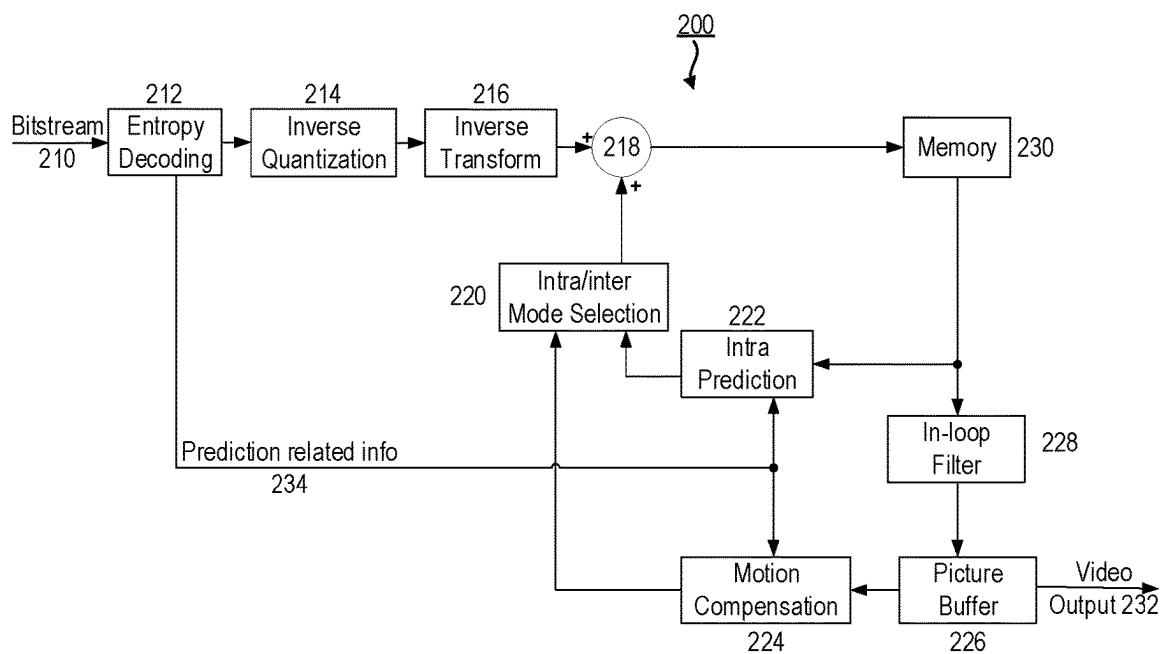 200
212
214
216
Bitstream
210
Entropy
Decoding
Inverse
Quantization
Inverse
Transform
+
218
+
Memory
230
220
Intra/inter
Mode Selection
222
Intra
Prediction
In-loop
Filter
228
Prediction related info
234
Motion
Compensation
224
Picture
Buffer
226
Video
Output 232